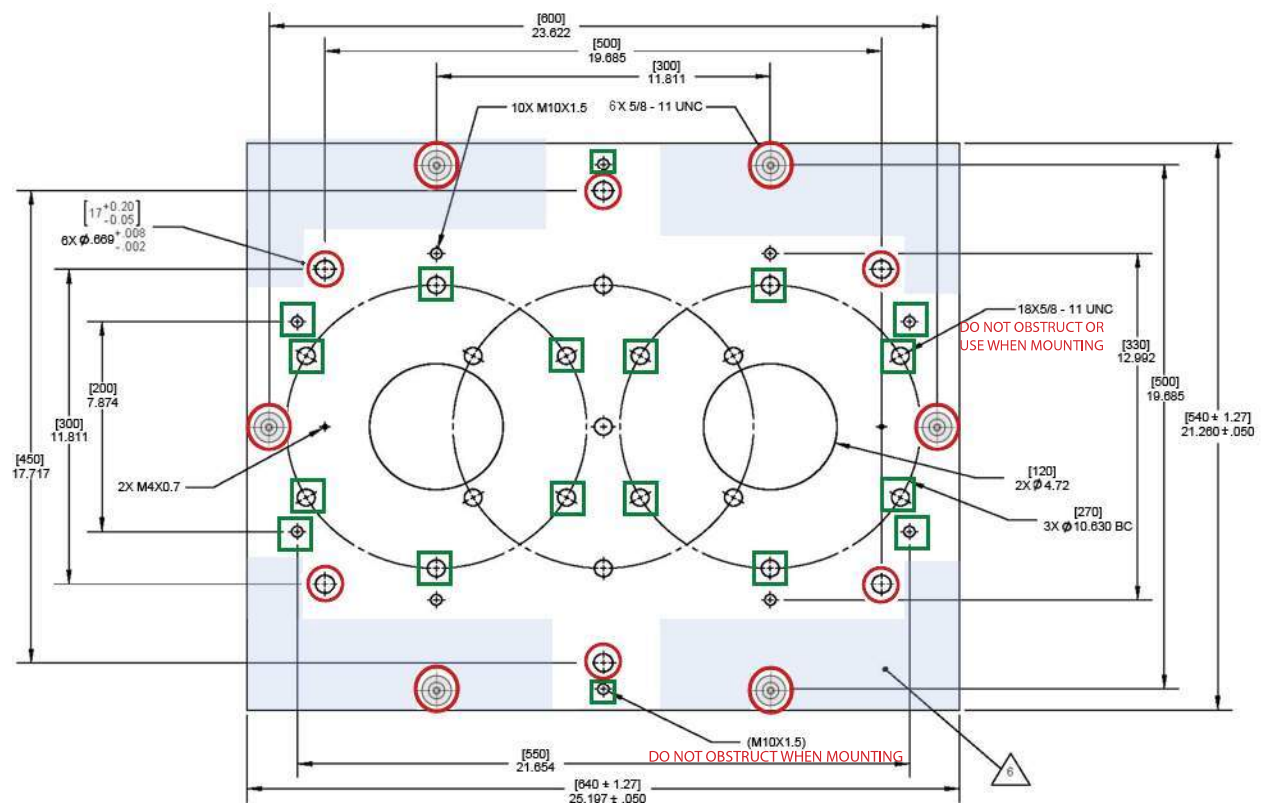 [600]
23.622
[500]
19.685
[300]
11.811
10X M10X1.5
6X 5/8 - 11 UNC
[17 +0.20 -0.05]
6X Ø.669 +.008 -.002
18X5/8 - 11 UNC
DO NOT OBSTRUCT OR
USE WHEN MOUNTING
[330]
12.992
[500]
19.685
[540 ± 1.27]
21.260 ± .050
[200]
7.874
[300]
11.811
[450]
17.717
2X M4X0.7
[120]
2X Ø 4.72
[270]
3X Ø10.630 BC
(M10X1.5)
DO NOT OBSTRUCT WHEN MOUNTING
[550]
21.654
6
[640 ± 1.27]
25.197 ± .050